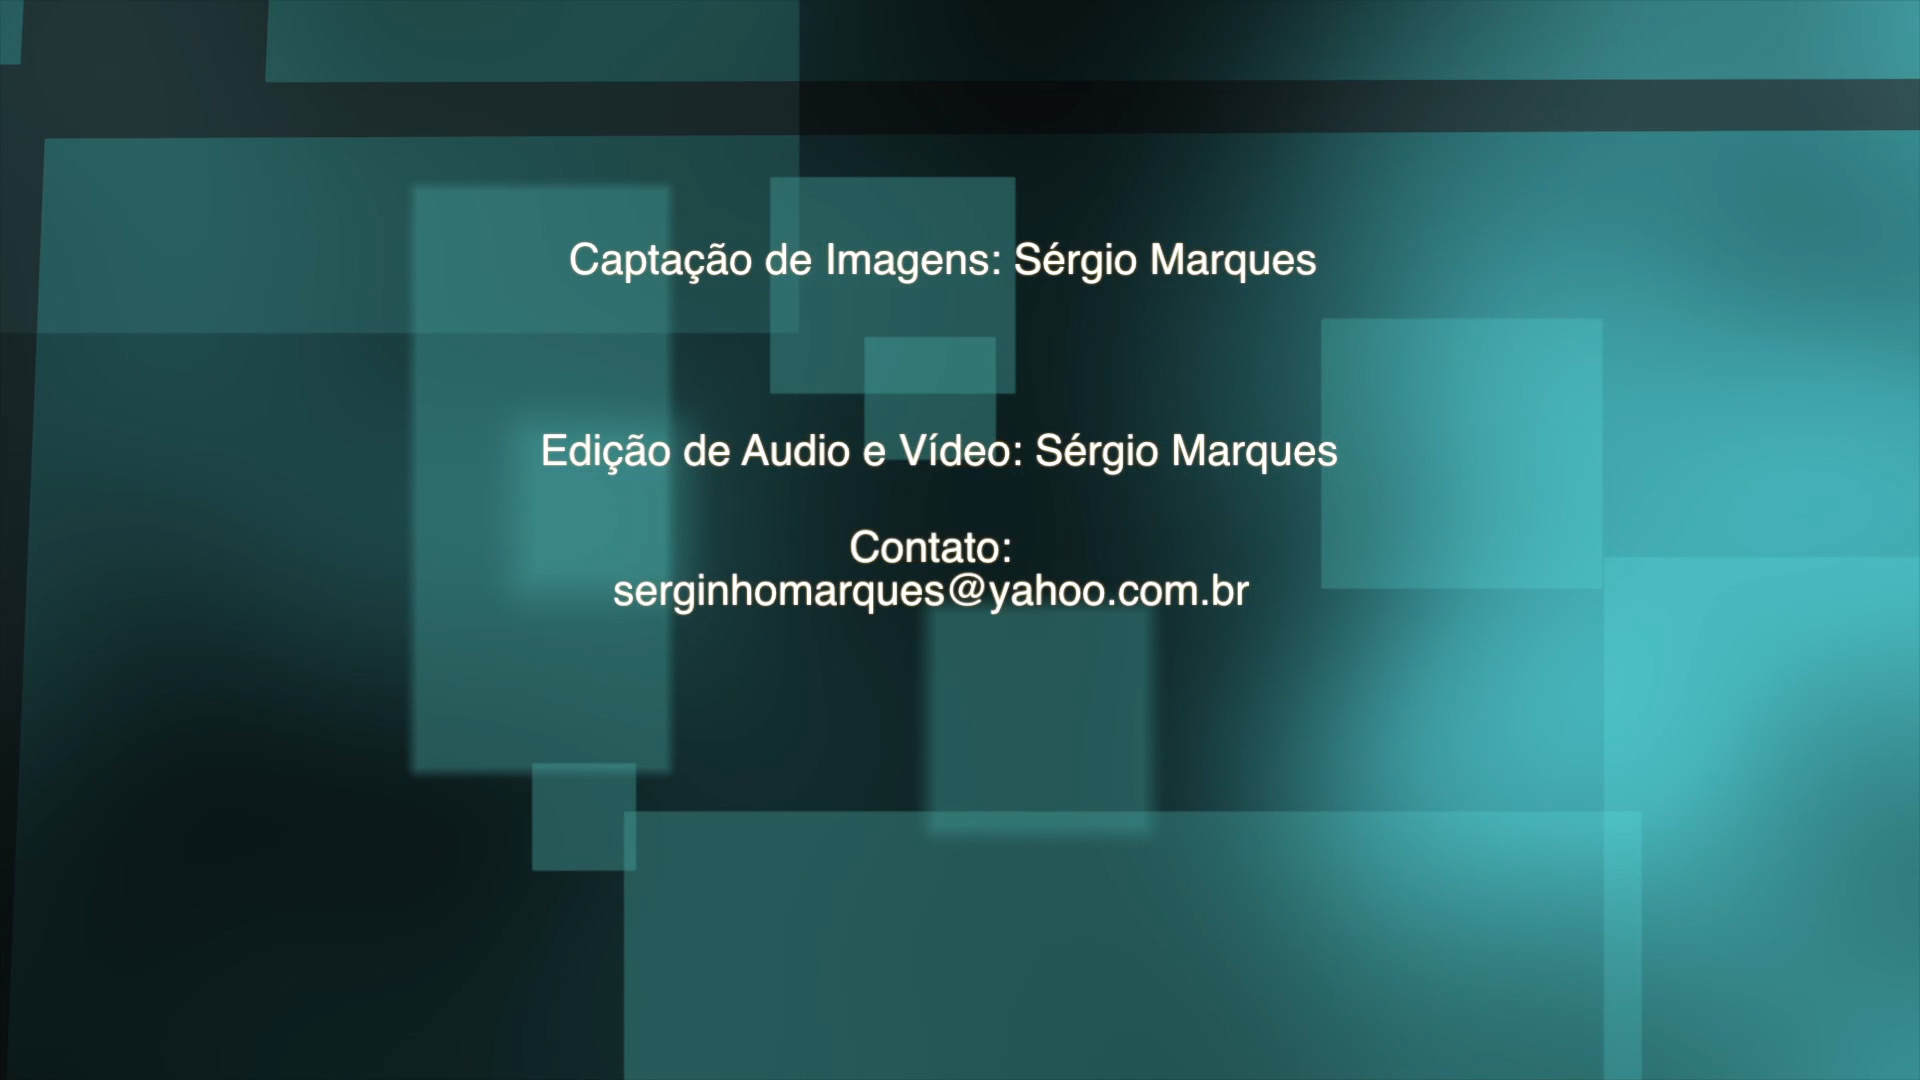 Captação de Imagens: Sérgio Marques
Edição de Audio e Vídeo: Sérgio Marques
Contato:
serginhomarques@yahoo.com.br